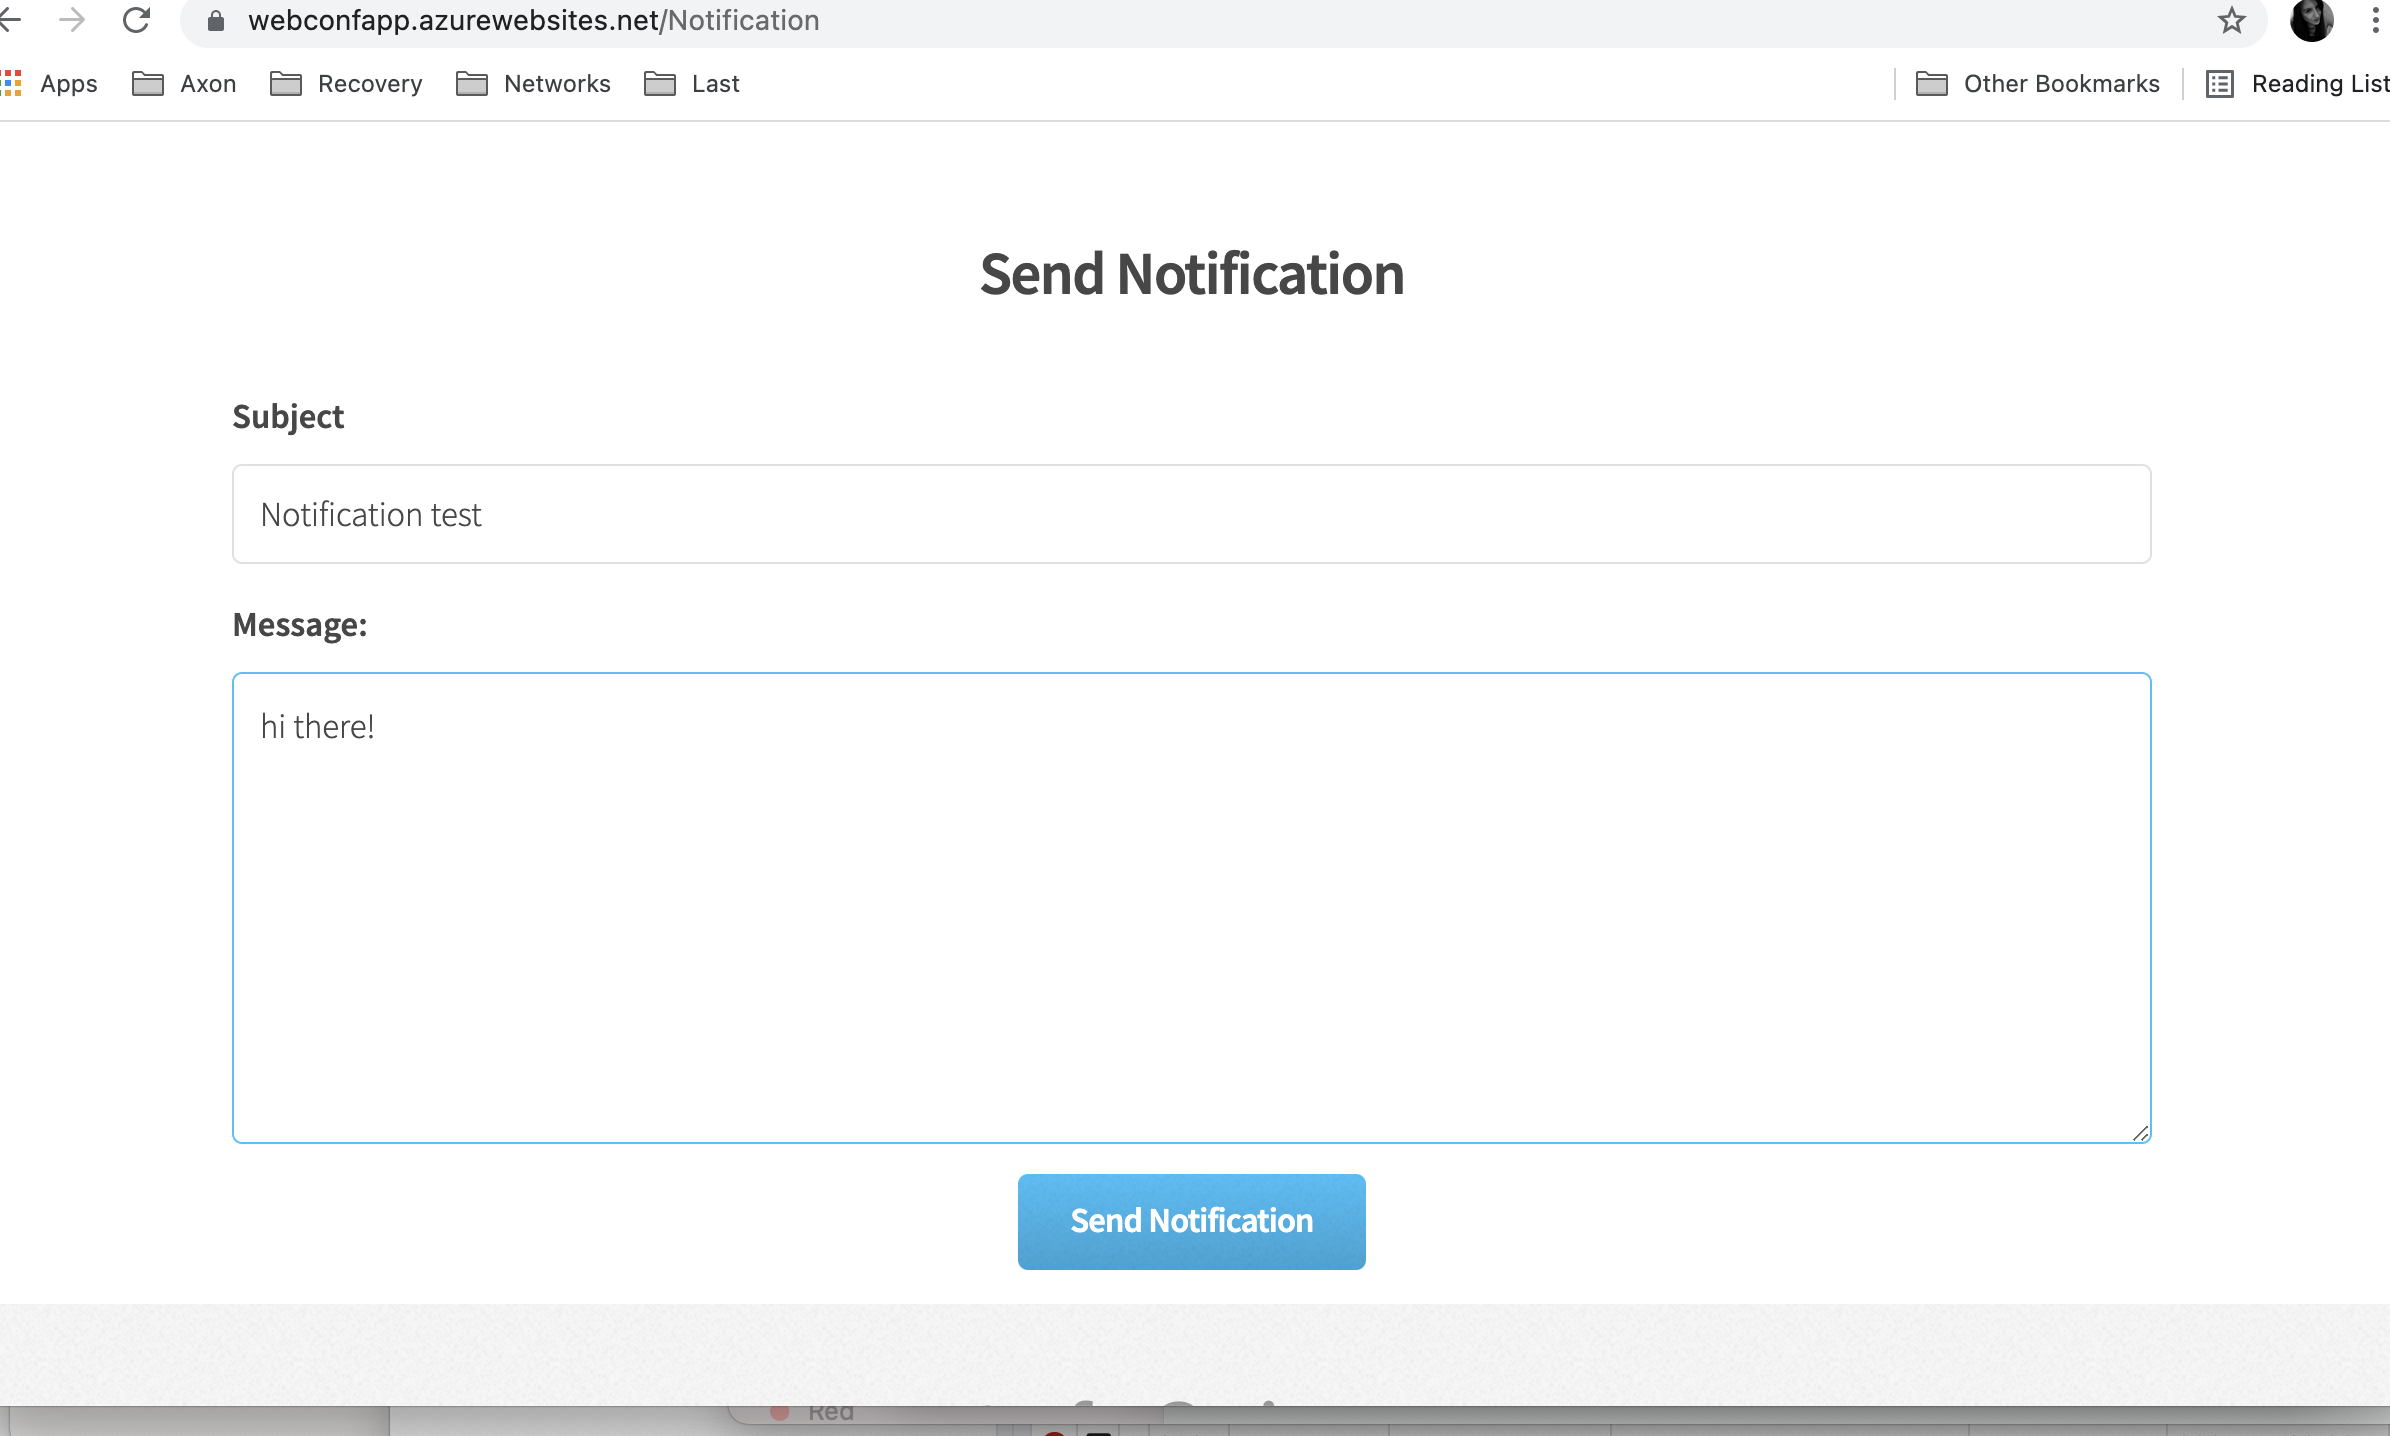 webconfapp.azurewebsites.net/Notification
Apps Axon Recovery Networks Last Other Bookmarks Reading List
Send Notification
Subject
Notification test
Message:
hi there!
Send Notification
Red